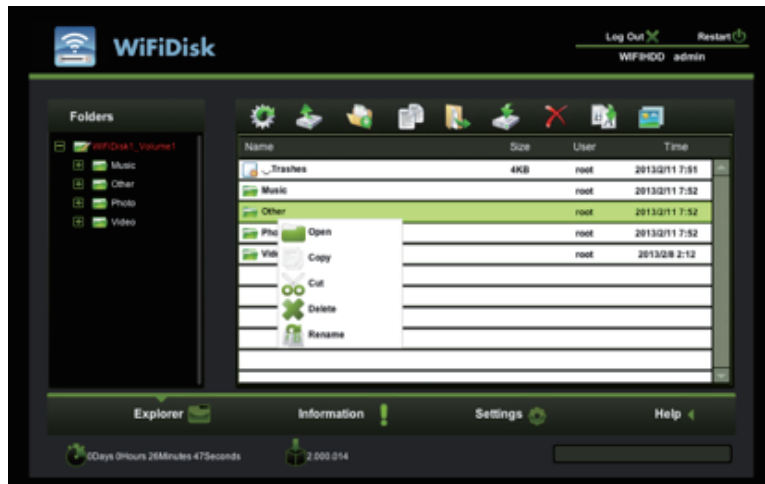 WiFiDisk
Log Out Restart
WIFIHDD admin
Folders
WiFiDisk1_Volume1
Music
Other
Photo
Video
Name Size User Time
._Trashes 4KB root 2013/2/11 7:51
Music root 2013/2/11 7:52
Other root 2013/2/11 7:52
Pho root 2013/2/11 7:52
Vide root 2013/2/8 2:12
Open
Copy
Cut
Delete
Rename
Explorer Information Settings Help
0Days 0Hours 26Minutes 47Seconds 2.000.014